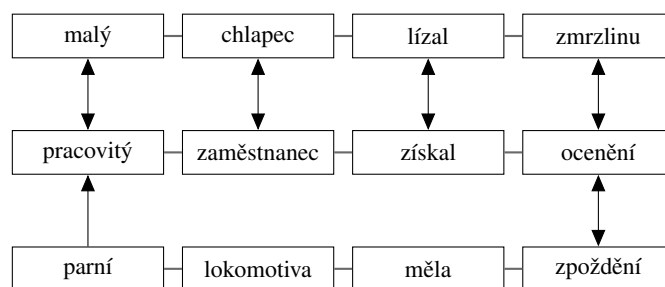 malý chlapec lízal zmrzlinu
pracovitý zaměstnanec získal ocenění
parní lokomotiva měla zpoždění